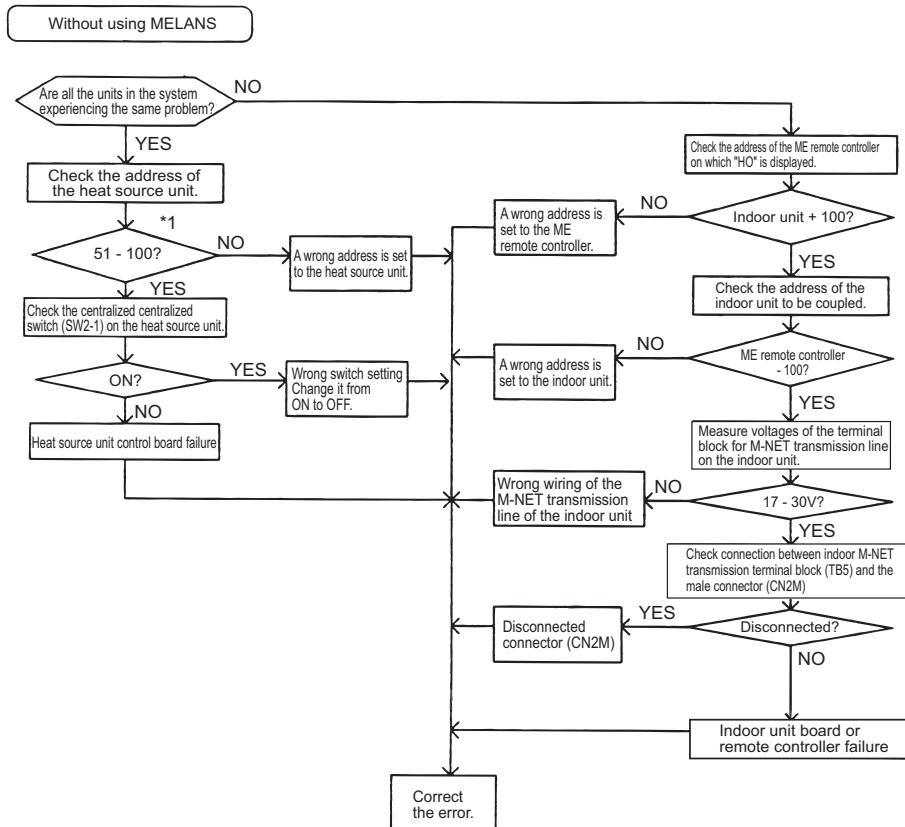 Without using MELANS
Are all the units in the system
experiencing the same problem?
NO
YES
Check the address of
the heat source unit.
*1
51 - 100?
NO
A wrong address is set
to the heat source unit.
YES
Check the centralized centralized
switch (SW2-1) on the heat source unit.
ON?
YES
Wrong switch setting
Change it from
ON to OFF.
NO
Heat source unit control board failure
Check the address of the ME remote controller
on which "HO" is displayed.
Indoor unit + 100?
NO
A wrong address is
set to the ME
remote controller.
YES
Check the address of the
indoor unit to be coupled.
ME remote controller
- 100?
NO
A wrong address is
set to the indoor unit.
YES
Measure voltages of the terminal
block for M-NET transmission line
on the indoor unit.
17 - 30V?
NO
Wrong wiring of the
M-NET transmission
line of the indoor unit
YES
Check connection between indoor M-NET
transmission terminal block (TB5) and the
male connector (CN2M)
Disconnected?
YES
Disconnected
connector (CN2M)
NO
Indoor unit board or
remote controller failure
Correct
the error.